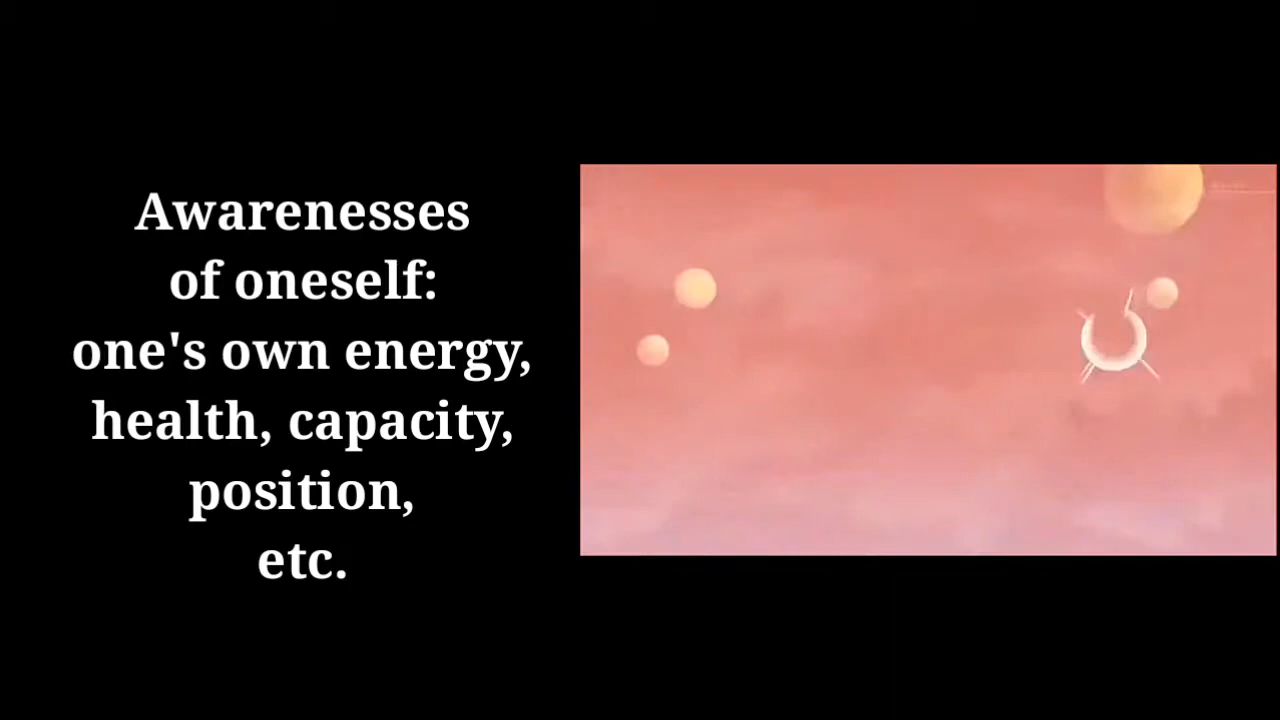 Awarenesses
of oneself:
one's own energy,
health, capacity,
position,
etc.